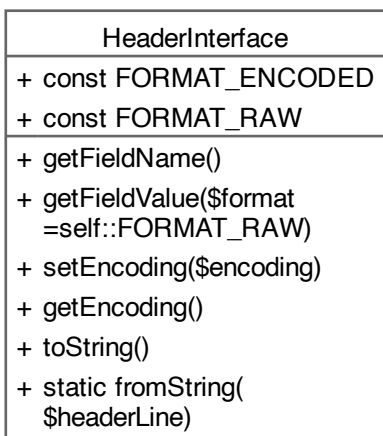 HeaderInterface
+ const FORMAT_ENCODED
+ const FORMAT_RAW
+ getFieldName()
+ getFieldValue($format
=self::FORMAT_RAW)
+ setEncoding($encoding)
+ getEncoding()
+ toString()
+ static fromString(
$headerLine)